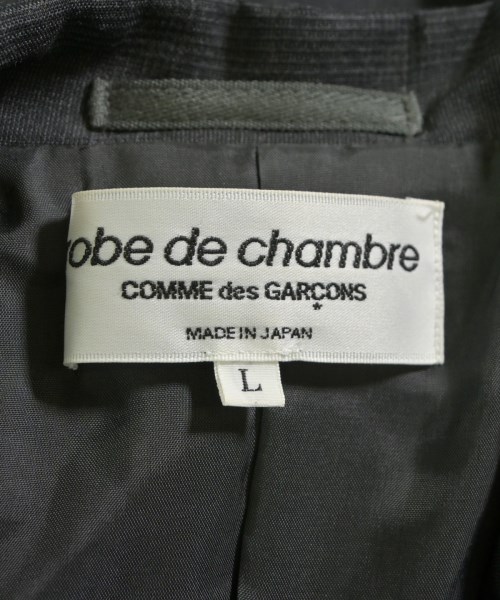 robe de chambre
COMME des GARÇONS
*
MADE IN JAPAN
L